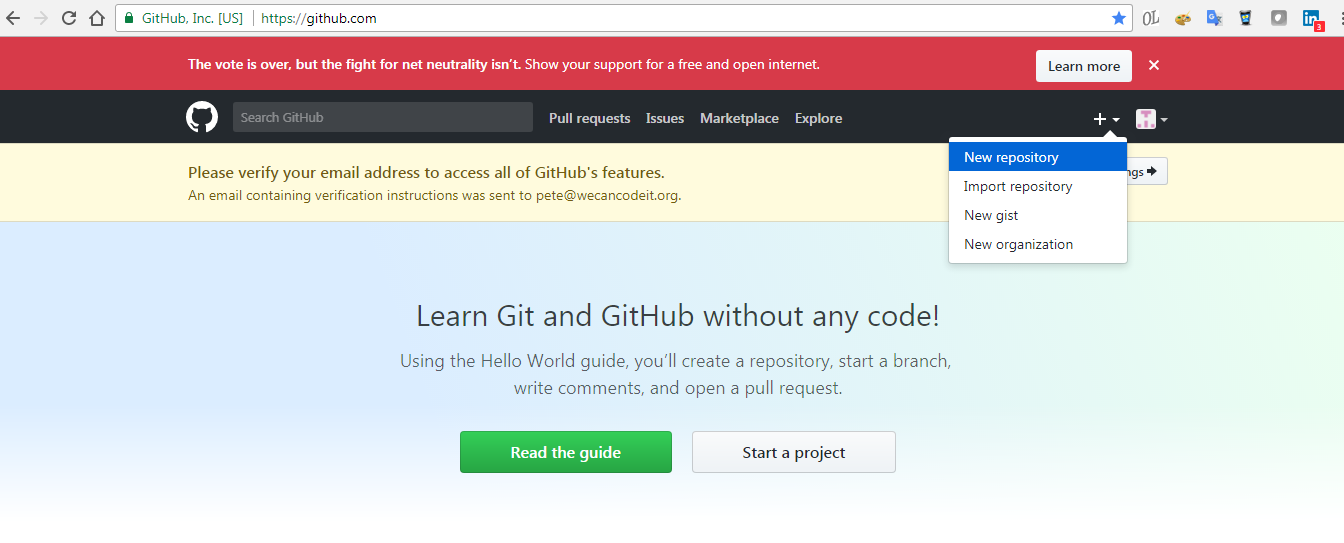 GitHub, Inc. [US] https://github.com
OL
3
The vote is over, but the fight for net neutrality isn't. Show your support for a free and open internet.
Learn more
Search GitHub
Pull requests
Issues
Marketplace
Explore
New repository
Import repository
New gist
New organization
Please verify your email address to access all of GitHub's features.
An email containing verification instructions was sent to pete@wecancodeit.org.
Learn Git and GitHub without any code!
Using the Hello World guide, you'll create a repository, start a branch,
write comments, and open a pull request.
Read the guide
Start a project